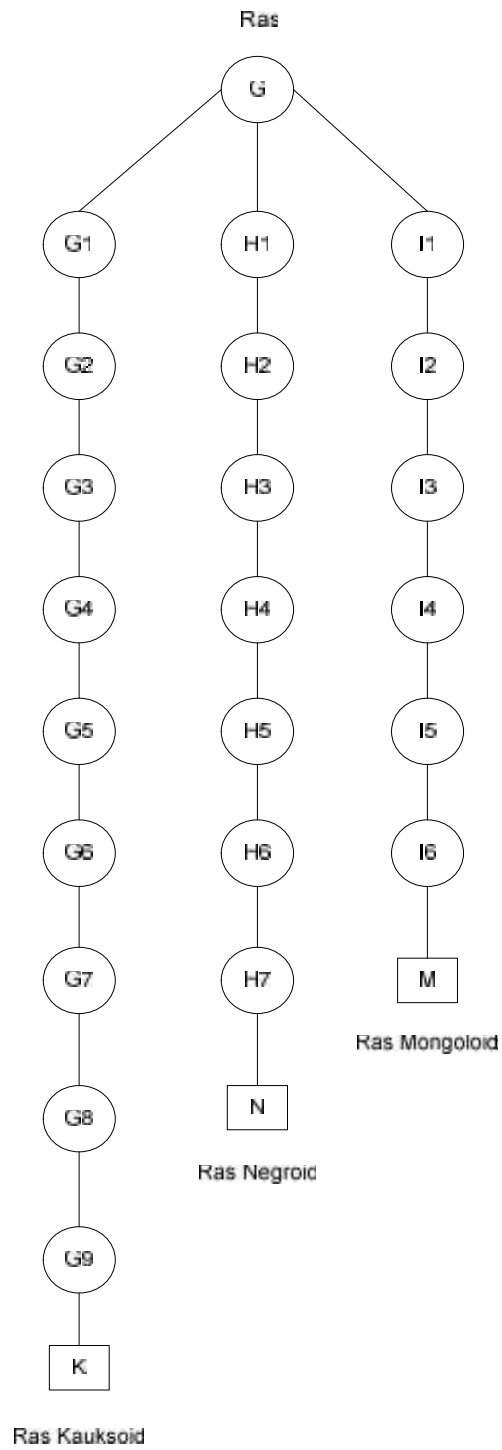 Ras
G
G1 H1 I1
G2 H2 I2
G3 H3 I3
G4 H4 I4
G5 H5 I5
G6 H6 I6
G7 H7 M
Ras Mongoloid
G8 N
Ras Negroid
G9
K
Ras Kauksoid